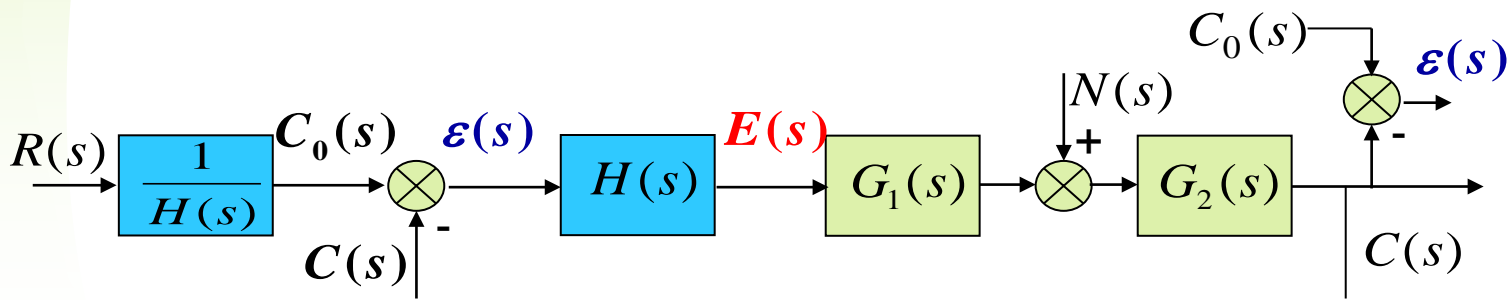 R(s)
1
H(s)
C₀(s)
-
C(s)
ε(s)
H(s)
E(s)
G₁(s)
N(s)
+
G₂(s)
C₀(s)
ε(s)
-
C(s)